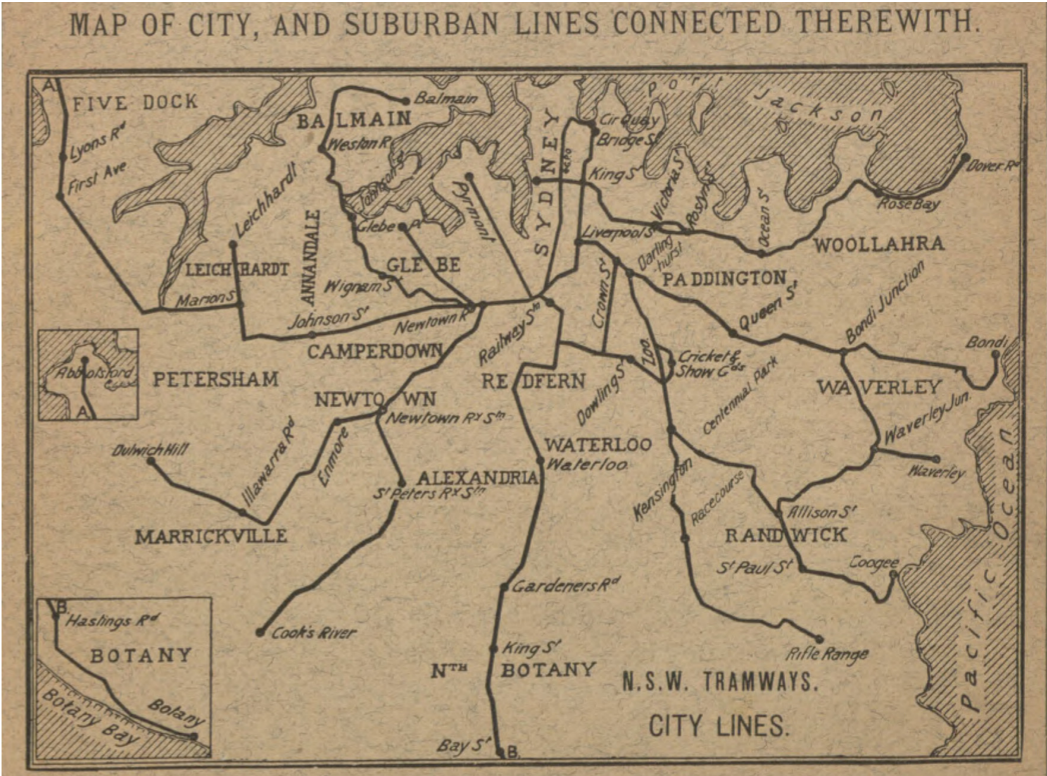 MAP OF CITY, AND SUBURBAN LINES CONNECTED THEREWITH.
A
FIVE DOCK
Lyons Rd
First Ave
BALMAIN
Balmain
Weston Rd
Johnson St
Leichhardt
LEICHHARDT
ANNANDALE
Marion St
Glebe Pt
GLEBE
Wigram St
Johnson St
Newtown Rd
Pyrmont
SYDNEY
Port
Jackson
Cir Quay
Bridge St
King St
Liverpool St
Victoria St
Roslyn St
Darling-
hurst
Ocean St
Rose Bay
Dover Rd
WOOLLAHRA
PADDINGTON
Queen St
Bondi Junction
Bondi
Railway Stn
Crown St
Zoo
Cricket &
Show Gds
Centennial Park
WAVERLEY
Waverley Jun.
Waverley
CAMPERDOWN
PETERSHAM
Abbotsford
A
NEWTOWN
Newtown Ry Stn
REDFERN
Dowling St
WATERLOO
Waterloo
Dulwich Hill
Illawarra Rd
Enmore
MARRICKVILLE
ALEXANDRIA
St Peters Ry Stn
Kensington
Racecourse
RANDWICK
Allison St
St Paul St
Coogee
Pacific Ocean
Cook's River
Gardeners Rd
King St
NTH BOTANY
Bay St
B
Rifle Range
B
Hastings Rd
BOTANY
Botany
Botany Bay
N.S.W. TRAMWAYS.
CITY LINES.